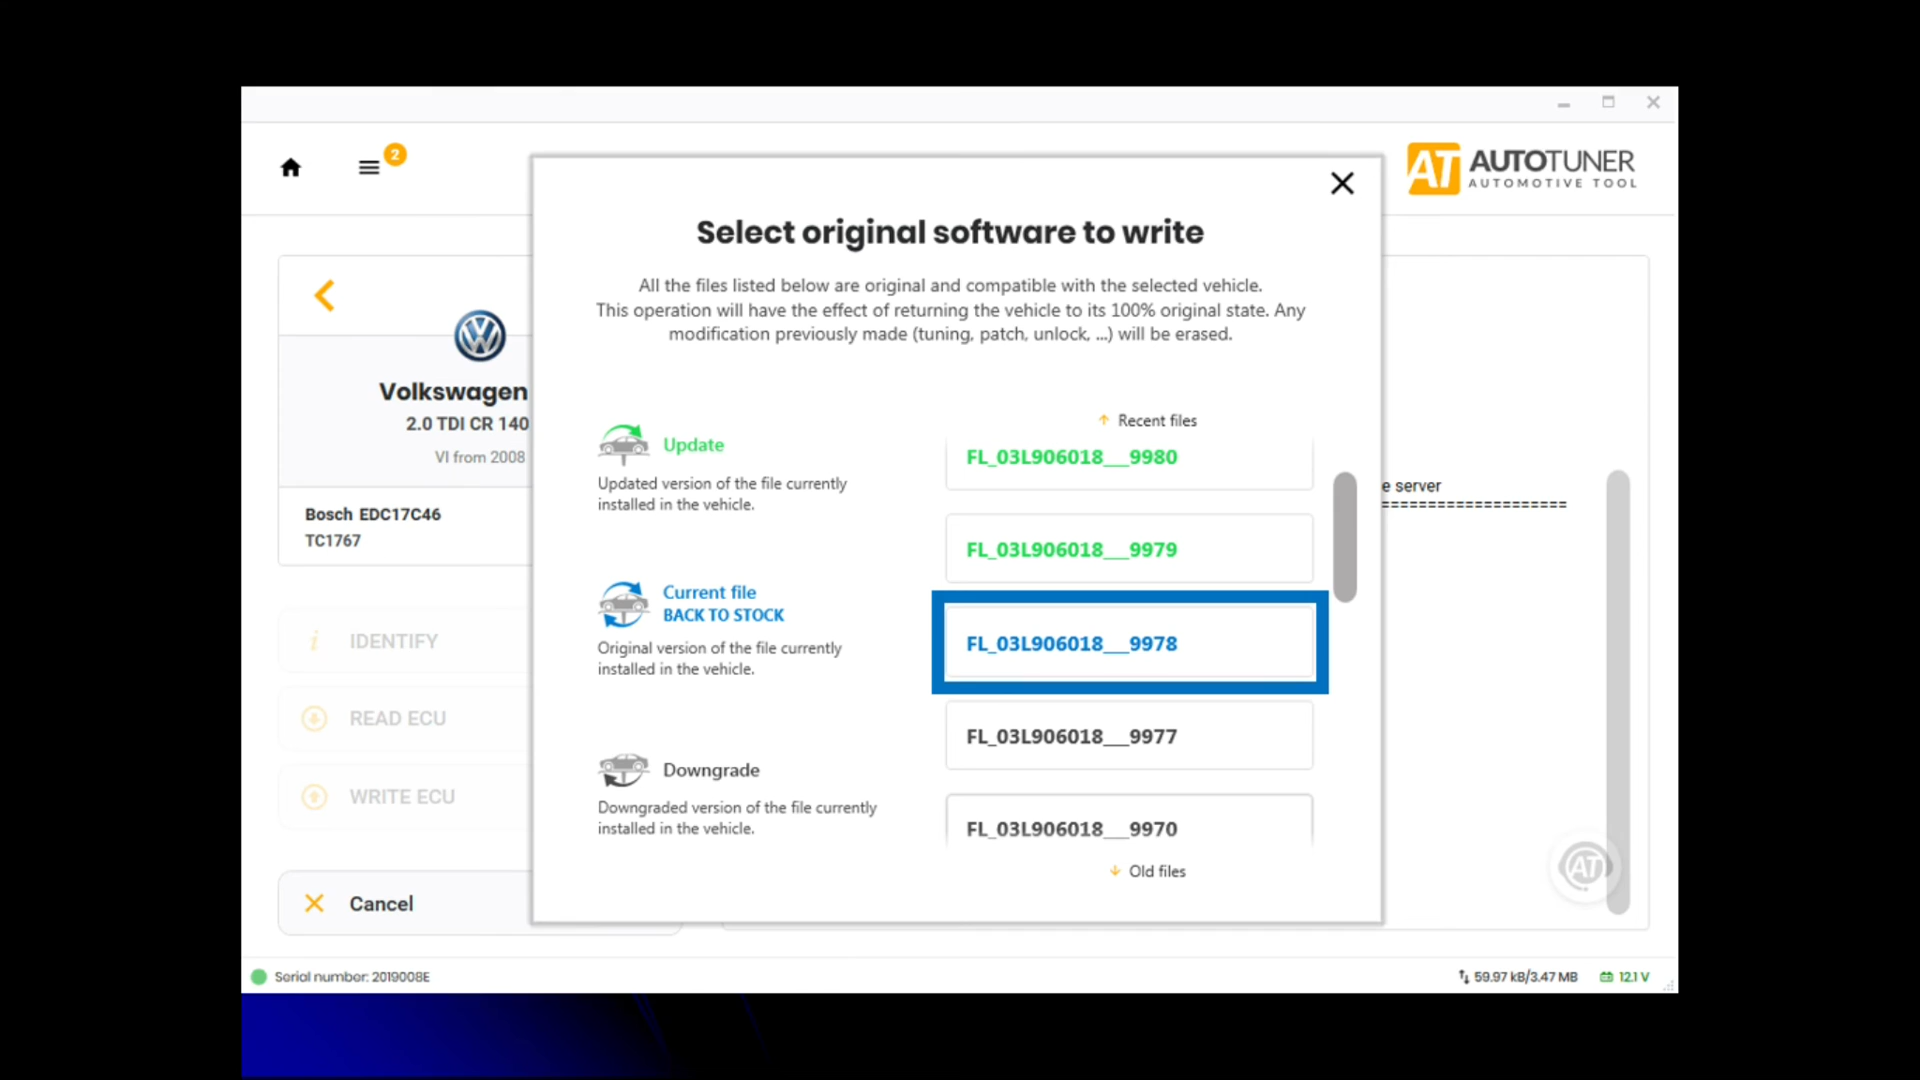 2
AT AUTOTUNER
AUTOMOTIVE TOOL
Select original software to write
All the files listed below are original and compatible with the selected vehicle.
This operation will have the effect of returning the vehicle to its 100% original state. Any
modification previously made (tuning, patch, unlock, ...) will be erased.
Volkswagen
2.0 TDI CR 140
VI from 2008
Bosch EDC17C46
TC1767
i IDENTIFY
READ ECU
WRITE ECU
Cancel
Update
Updated version of the file currently
installed in the vehicle.
Current file
BACK TO STOCK
Original version of the file currently
installed in the vehicle.
Downgrade
Downgraded version of the file currently
installed in the vehicle.
Recent files
FL_03L906018__9980
FL_03L906018__9979
FL_03L906018__9978
FL_03L906018__9977
FL_03L906018__9970
Old files
e server
====================
AT
Serial number: 2019008E
59.97 kB/3.47 MB
12.1 V